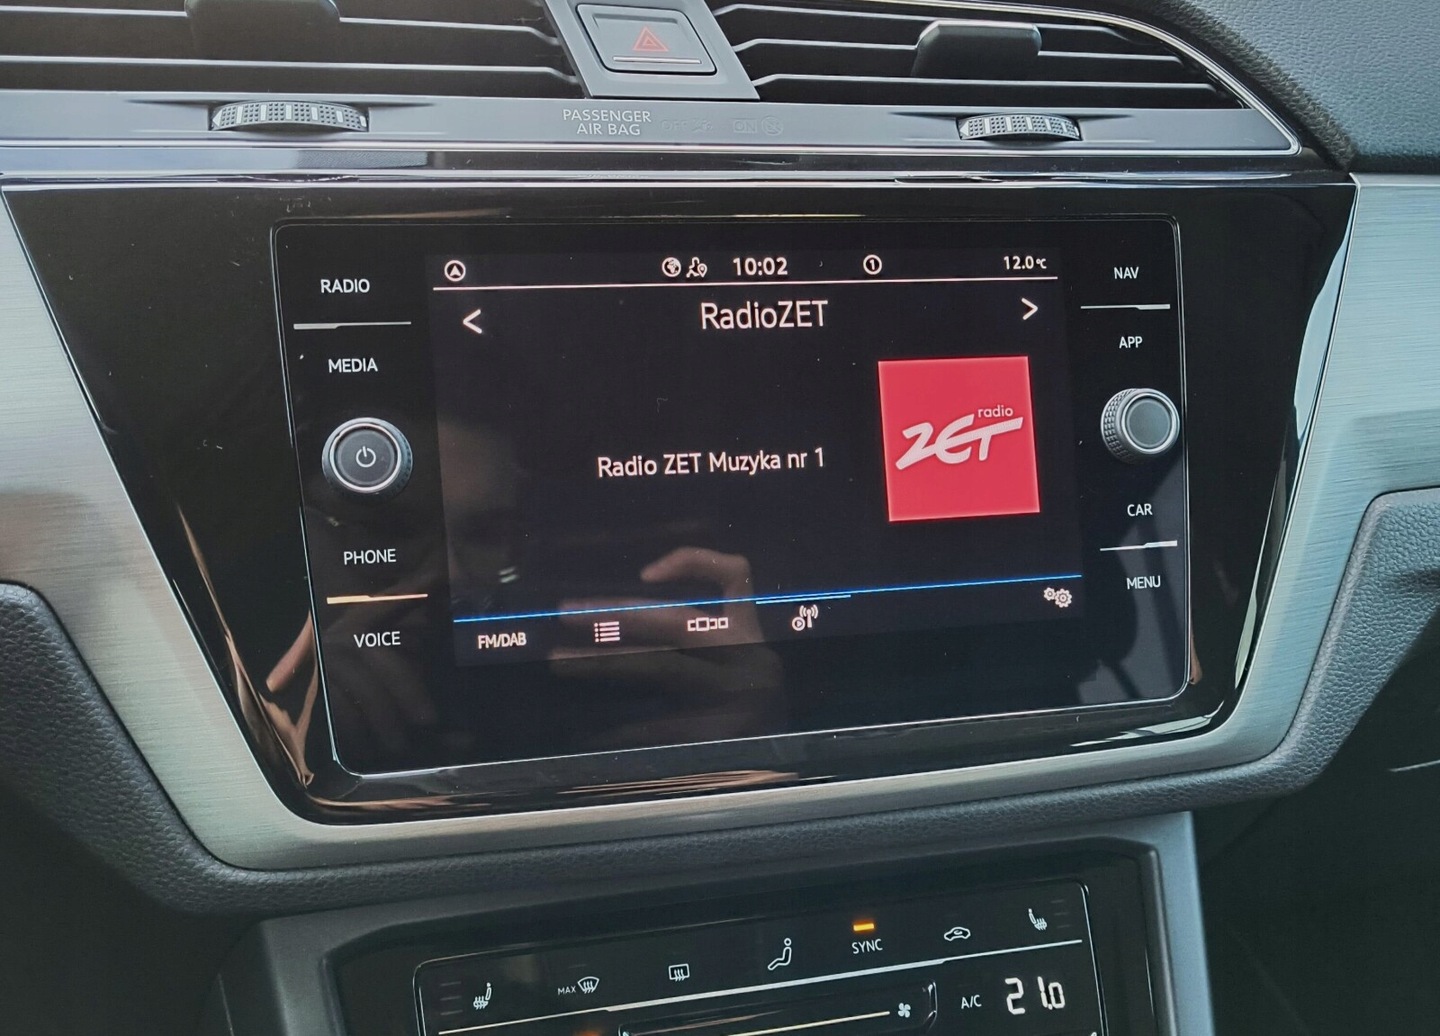 PASSENGER
AIR BAG
RADIO
MEDIA
PHONE
VOICE
10:02
1
12.0°C
<
RadioZET
>
Radio ZET Muzyka nr 1
radio
ZET
FM/DAB
NAV
APP
CAR
MENU
MAX
SYNC
A/C
21.0